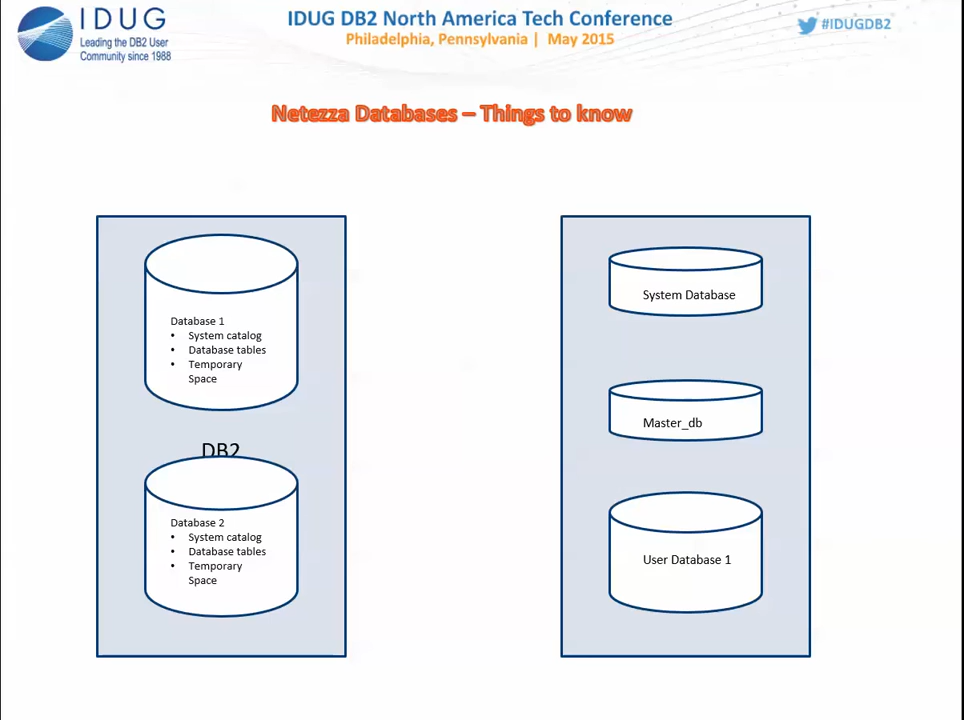 IDUG
Leading the DB2 User
Community since 1988
IDUG DB2 North America Tech Conference
Philadelphia, Pennsylvania | May 2015
#IDUGDB2
Netezza Databases – Things to know
Database 1
• System catalog
• Database tables
• Temporary
Space
DB2
Database 2
• System catalog
• Database tables
• Temporary
Space
System Database
Master_db
User Database 1